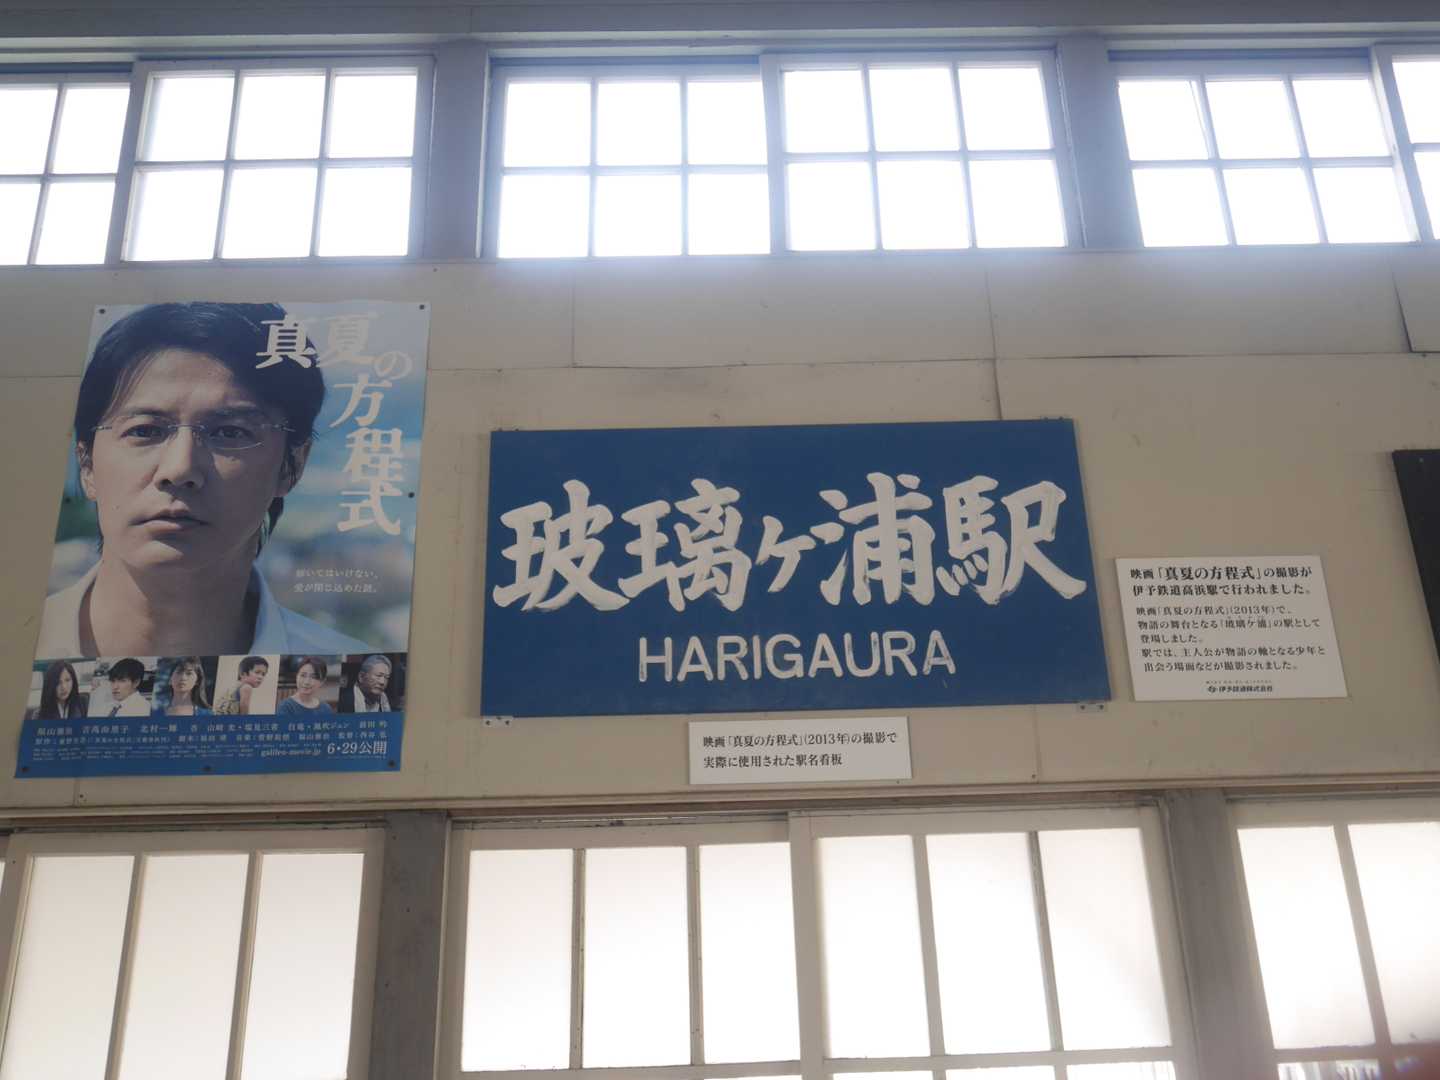 真夏の
方程式
解いてはいけない、
愛が閉じ込めた謎。
6・29公開
galileo-movie.jp
玻璃ヶ浦駅
HARIGAURA
映画「真夏の方程式」(2013年)の撮影で
実際に使用された駅名看板
映画「真夏の方程式」の撮影が
伊予鉄道高浜駅で行われました。
映画「真夏の方程式」(2013年)で、
物語の舞台となる「玻璃ケ浦」の駅として
登場しました。
駅では、主人公が物語の軸となる少年と
出会う場面などが撮影されました。
伊予鉄道株式会社